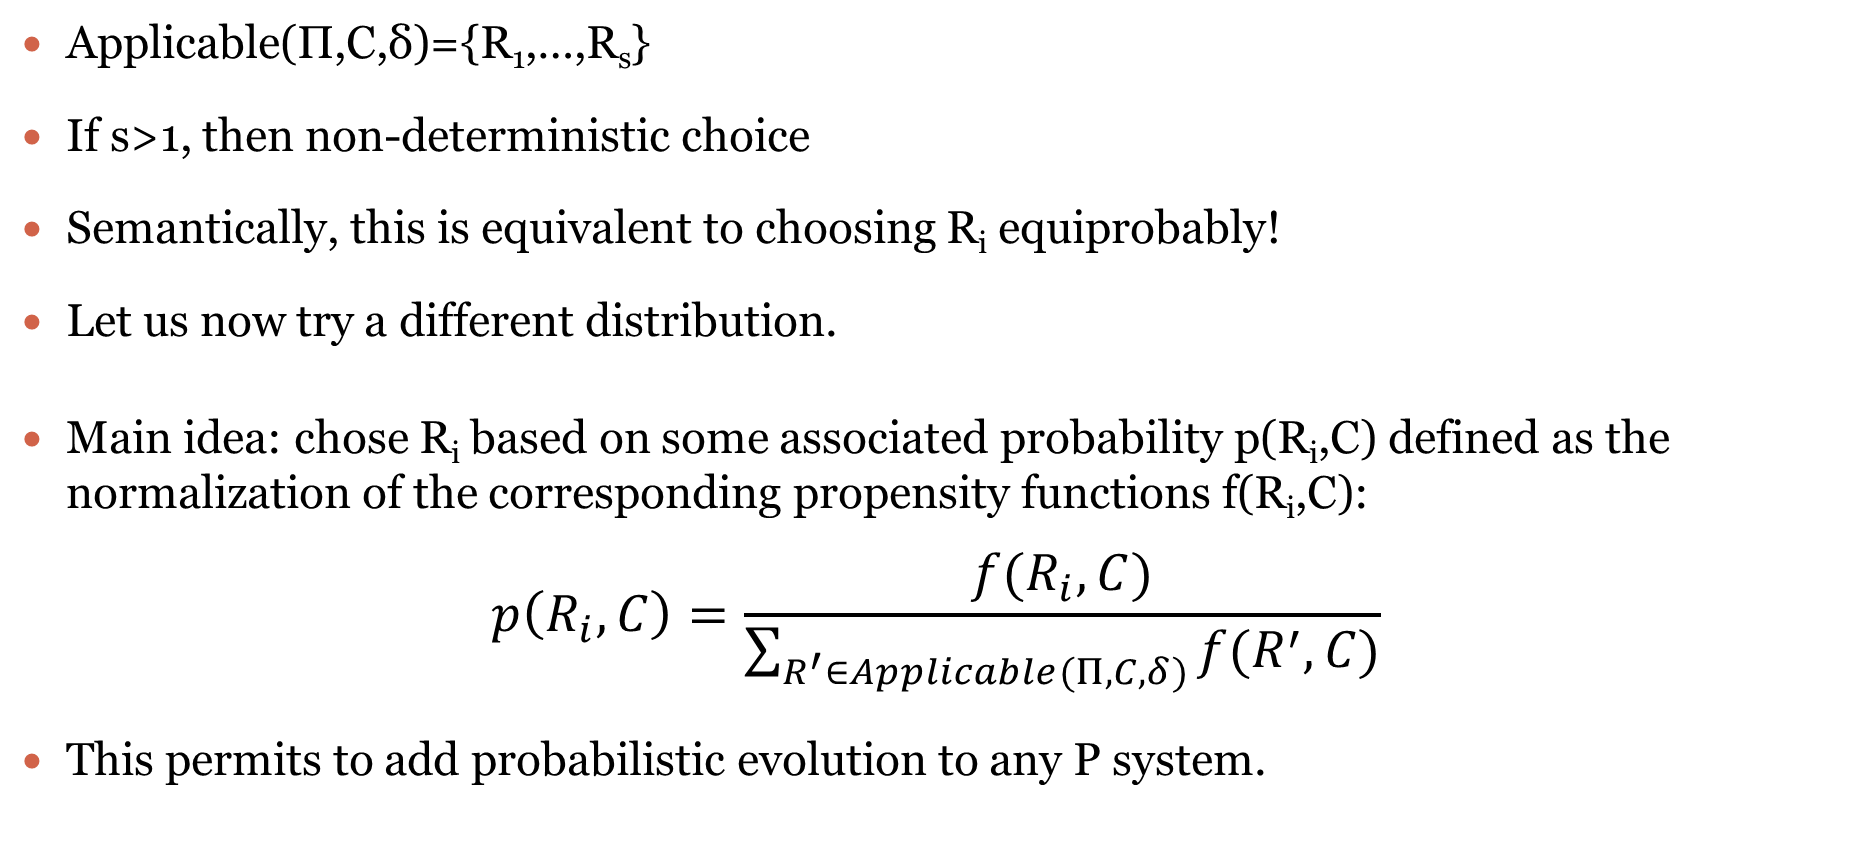 • Applicable(Π,C,δ)={R₁,…,Rₛ}
• If s>1, then non-deterministic choice
• Semantically, this is equivalent to choosing Rᵢ equiprobably!
• Let us now try a different distribution.
• Main idea: chose Rᵢ based on some associated probability p(Rᵢ,C) defined as the
normalization of the corresponding propensity functions f(Rᵢ,C):
p(Rᵢ, C) = f(Rᵢ, C) / ∑_{R′∈Applicable(Π,C,δ)} f(R′, C)
• This permits to add probabilistic evolution to any P system.